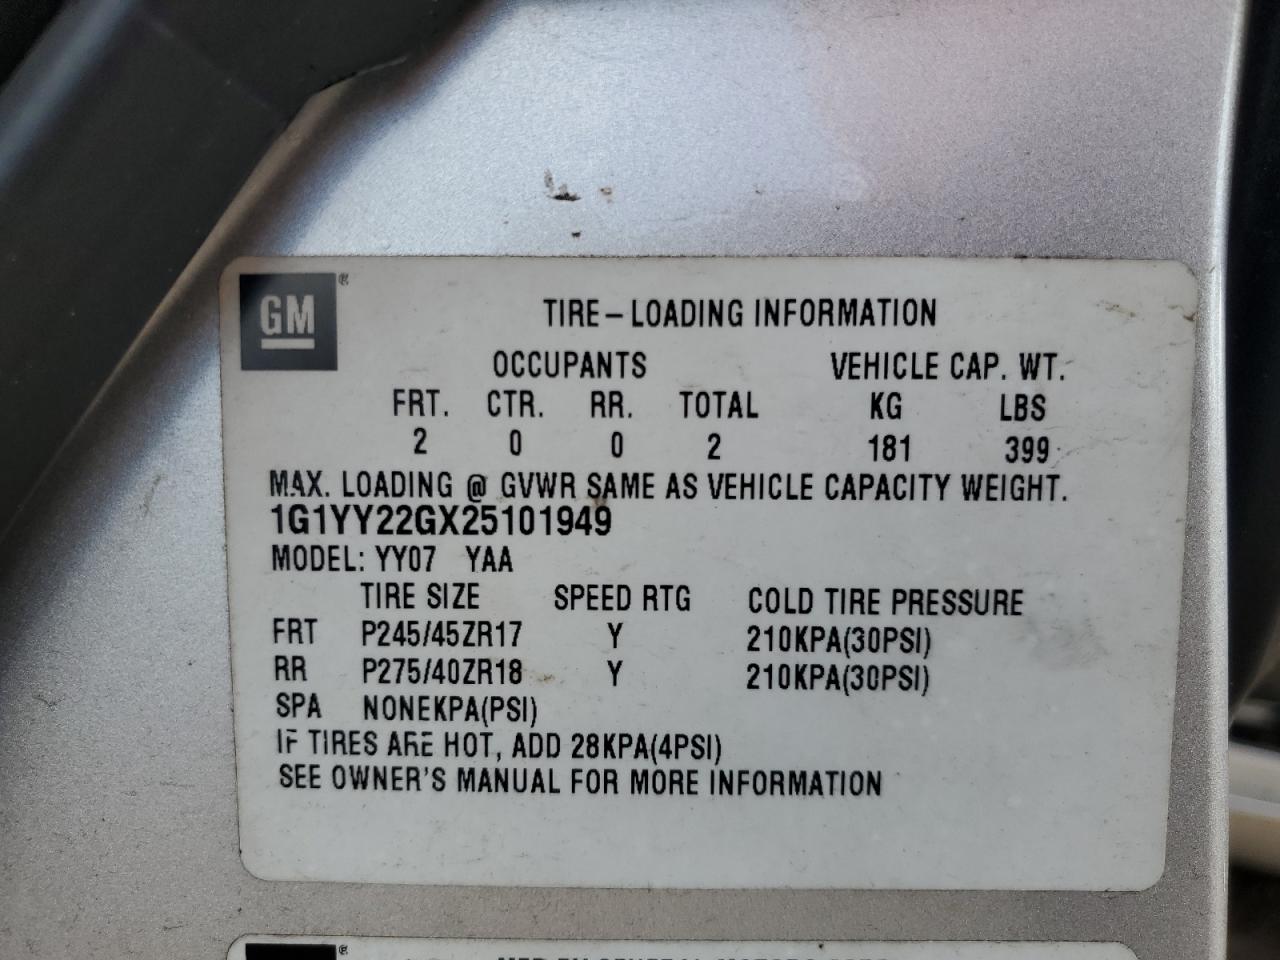 GM®
TIRE-LOADING INFORMATION
OCCUPANTS VEHICLE CAP. WT.
FRT. CTR. RR. TOTAL KG LBS
2 0 0 2 181 399
MAX. LOADING @ GVWR SAME AS VEHICLE CAPACITY WEIGHT.
1G1YY22GX25101949
MODEL: YY07 YAA
TIRE SIZE SPEED RTG COLD TIRE PRESSURE
FRT P245/45ZR17 Y 210KPA(30PSI)
RR P275/40ZR18 Y 210KPA(30PSI)
SPA NONEKPA(PSI)
IF TIRES ARE HOT, ADD 28KPA(4PSI)
SEE OWNER'S MANUAL FOR MORE INFORMATION
®